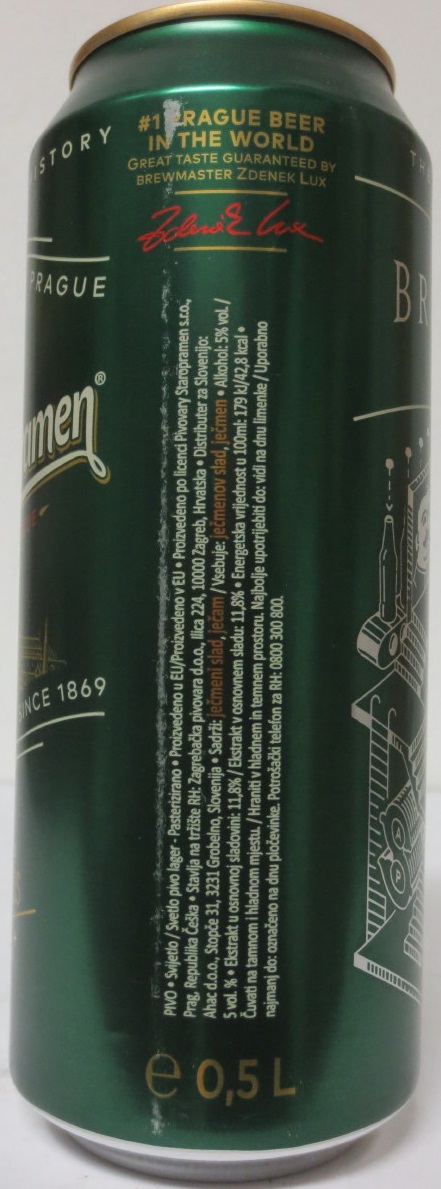 ISTORY
PRAGUE
amen®
SINCE 1869
#1 PRAGUE BEER
IN THE WORLD
GREAT TASTE GUARANTEED BY
BREWMASTER ZDENEK LUX
Zdeněk Lux
PIVO • Svijetlo / Svetlo pivo lager - Pasterizirano • Proizvedeno u EU/Proizvedeno v EU • Proizvedeno po licenci Pivovary Staropramen s.r.o.,
Prag, Republika Češka • Stavlja na tržište RH: Zagrebačka pivovara d.o.o., Ilica 224, 10000 Zagreb, Hrvatska • Distributer za Slovenijo:
Ahac d.o.o., Stopče 31, 3231 Grobelno, Slovenija • Sadrži: ječmeni slad, ječam / Vsebuje: ječmenov slad, ječmen • Alkohol: 5% vol./
5 vol. % • Ekstrakt u osnovnoj sladovini: 11,8% / Ekstrakt v osnovnem sladu: 11,8% • Energetska vrijednost u 100ml: 179 kJ/42,8 kcal •
Čuvati na tamnom i hladnom mjestu. / Hraniti v hladnem in temnem prostoru. Najbolje upotrijebiti do: vidi na dnu limenke / Uporabno
najmanj do: označeno na dnu pločevinke. Potrošački telefon za RH: 0800 300 800.
e 0,5 L
TH
BR